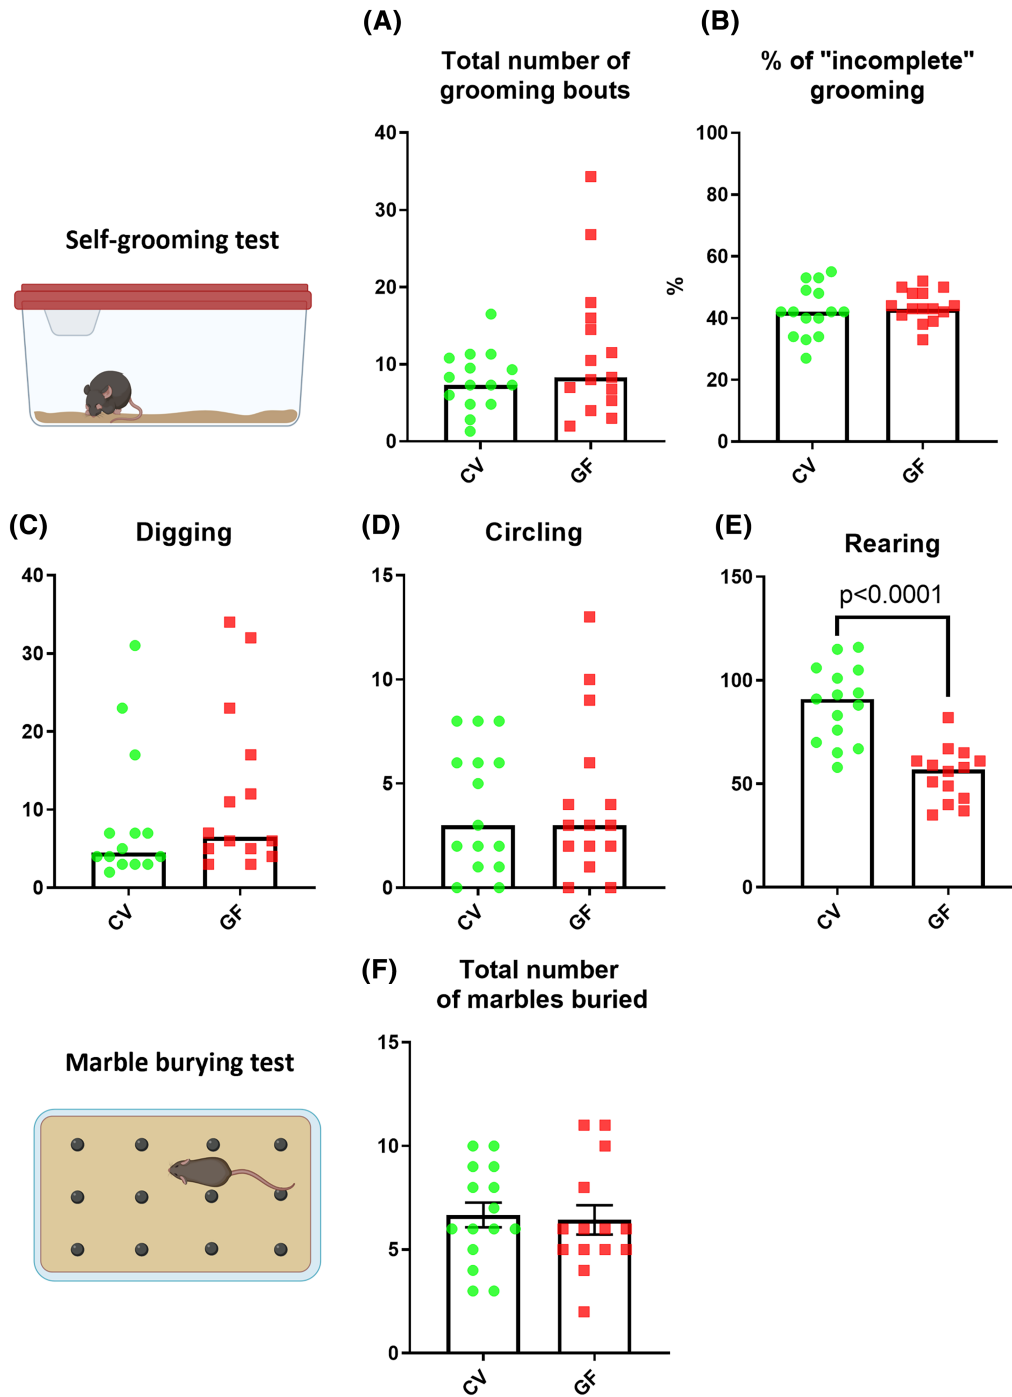 (A)
Total number of
grooming bouts
40
30
20
10
0
CV
GF
(B)
% of "incomplete"
grooming
%
100
80
60
40
20
0
CV
GF
Self-grooming test
(C)
Digging
40
30
20
10
0
CV
GF
(D)
Circling
15
10
5
0
CV
GF
(E)
Rearing
p<0.0001
150
100
50
0
CV
GF
(F)
Total number
of marbles buried
15
10
5
0
CV
GF
Marble burying test